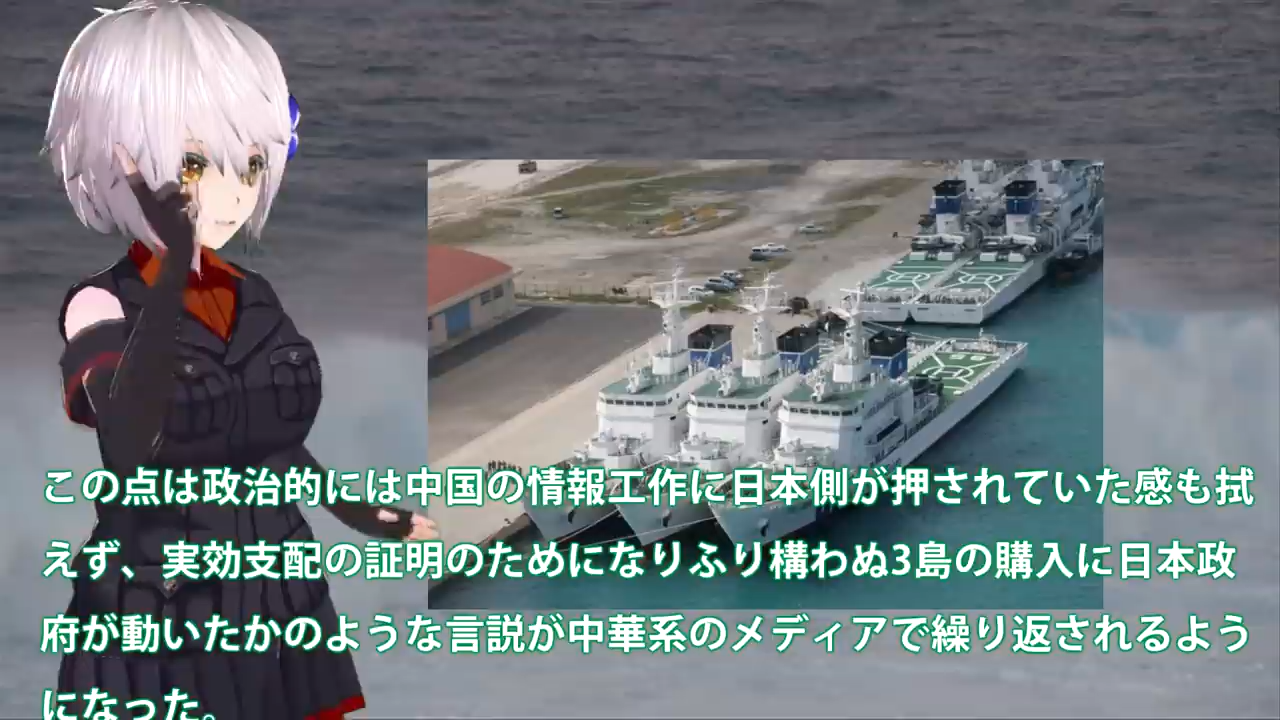 この点は政治的には中国の情報工作に日本側が押されていた感も拭
えず、実効支配の証明のためになりふり構わぬ3島の購入に日本政
府が動いたかのような言説が中華系のメディアで繰り返されるよう
になった。